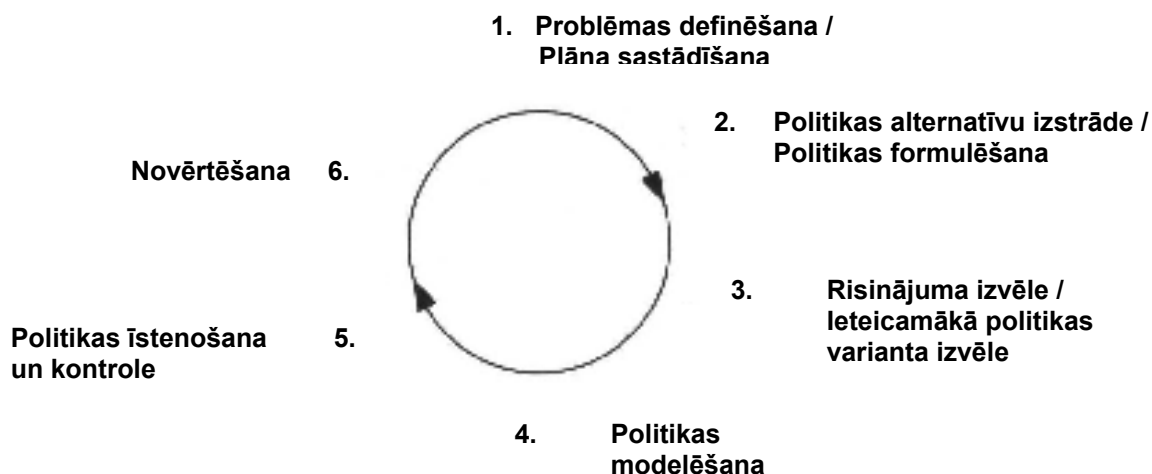 1. Problēmas definēšana /
Plāna sastādīšana
2. Politikas alternatīvu izstrāde /
Politikas formulēšana
3. Risinājuma izvēle /
Ieteicamākā politikas
varianta izvēle
4. Politikas
modelēšana
Politikas īstenošana 5.
un kontrole
Novērtēšana 6.